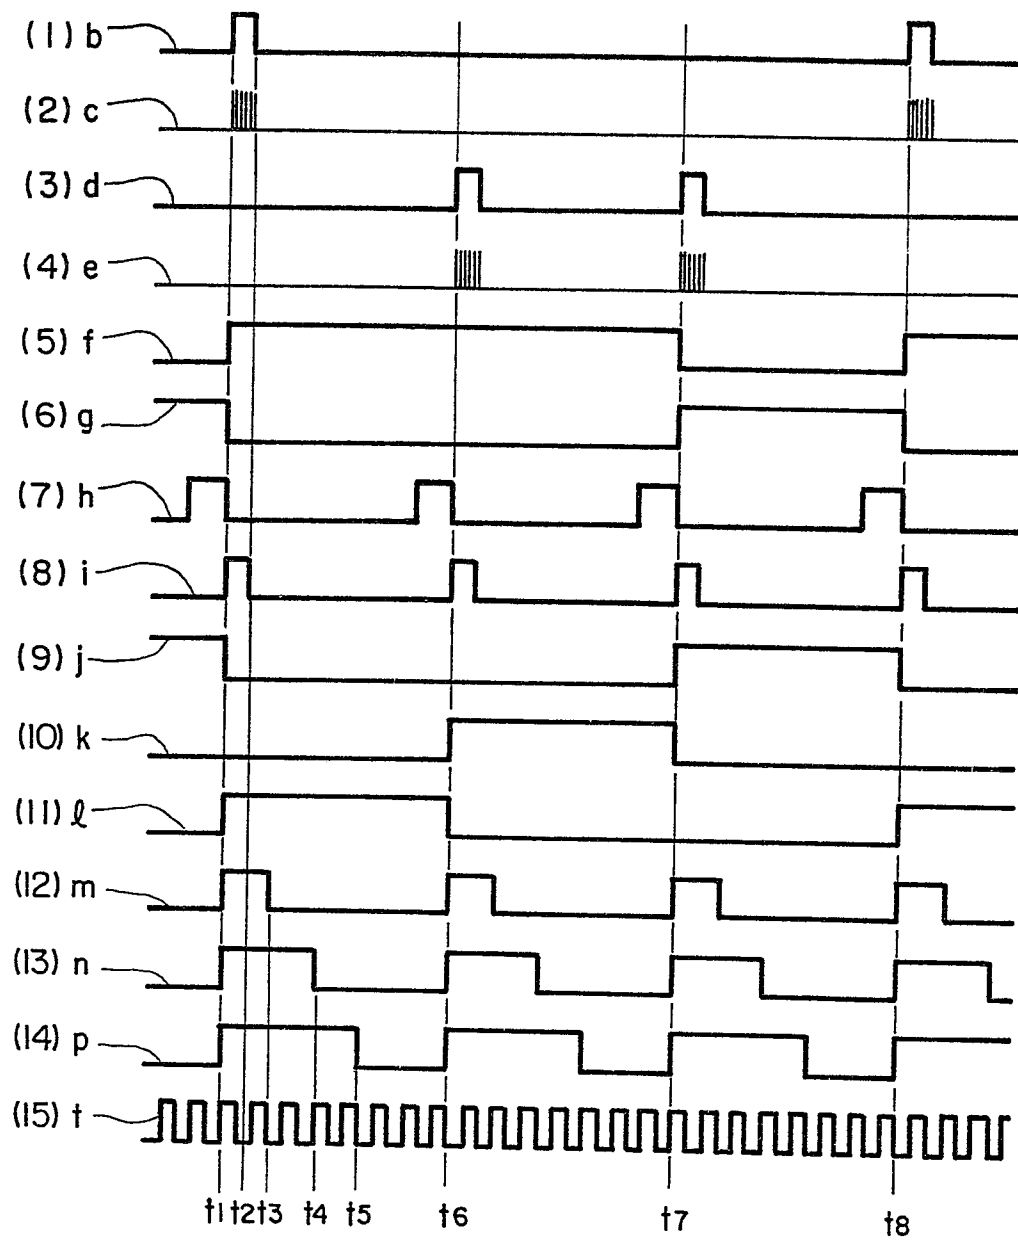 (1) b
(2) c
(3) d
(4) e
(5) f
(6) g
(7) h
(8) i
(9) j
(10) k
(11) ℓ
(12) m
(13) n
(14) p
(15) t
t1 t2 t3 t4 t5 t6 t7 t8